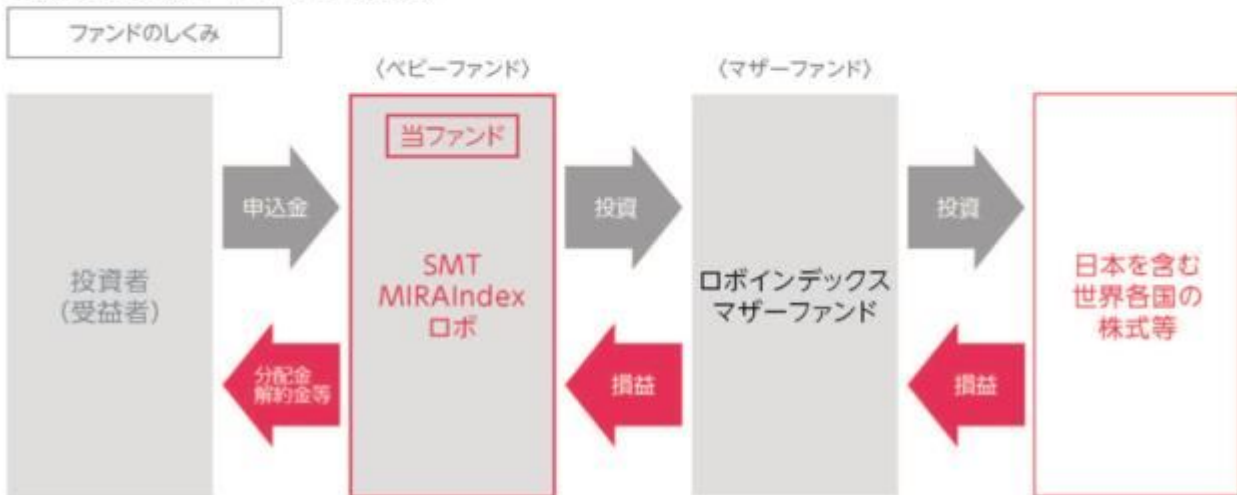 ファンドのしくみ
〈ベビーファンド〉
〈マザーファンド〉
投資者
(受益者)
申込金
分配金
解約金等
当ファンド
SMT
MIRAIndex
ロボ
投資
損益
ロボインデックス
マザーファンド
投資
損益
日本を含む
世界各国の
株式等